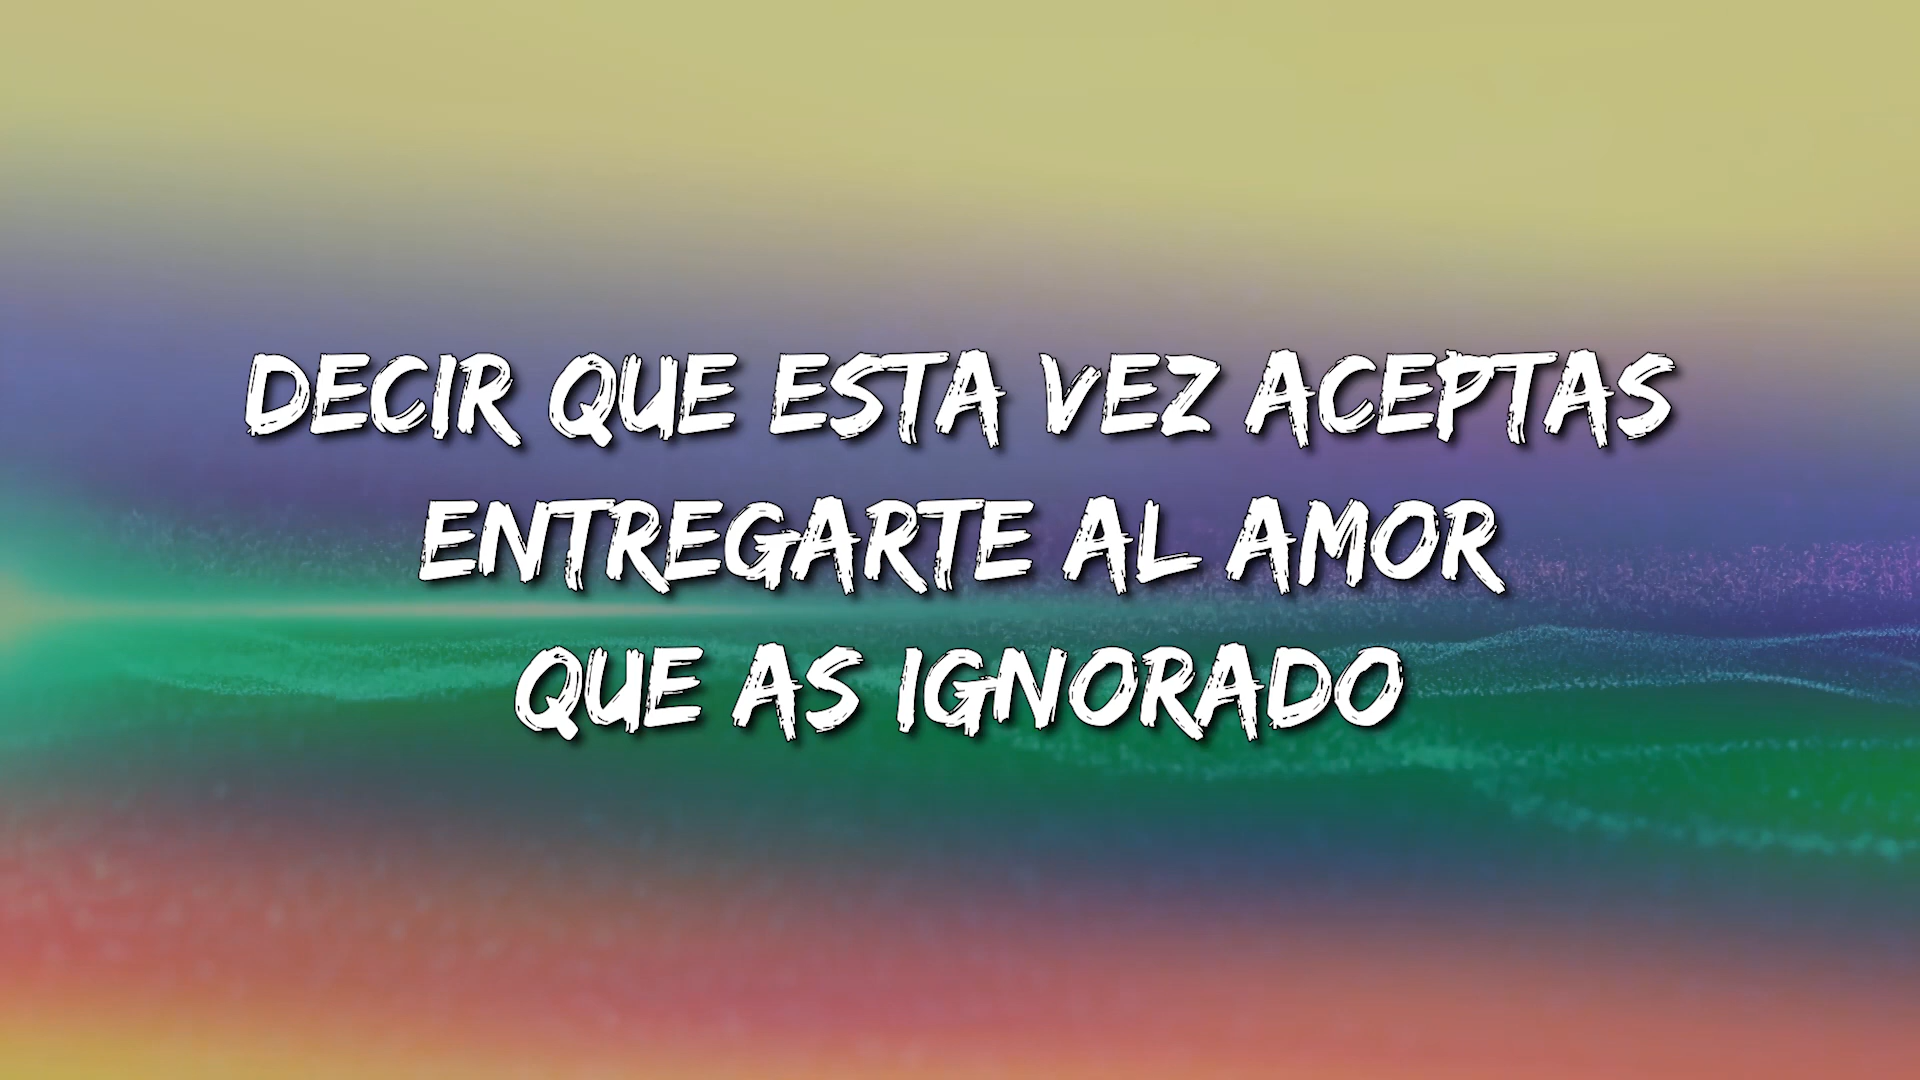 DECIR QUE ESTA VEZ ACEPTAS
ENTREGARTE AL AMOR
QUE AS IGNORADO